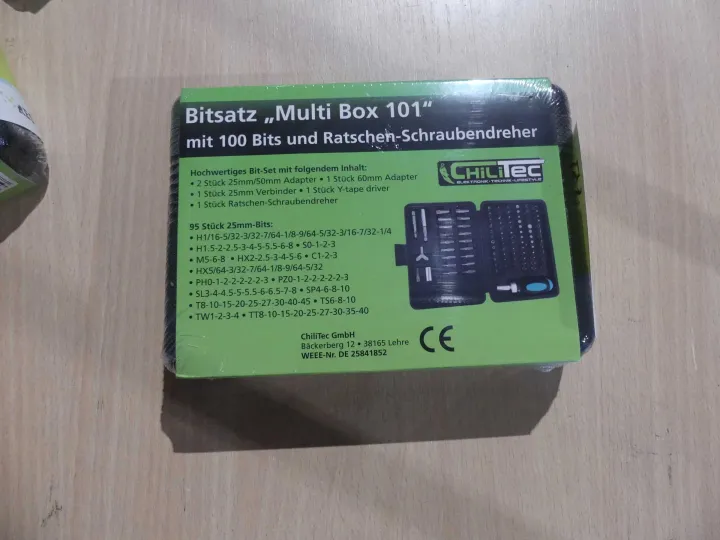 Bitsatz „Multi Box 101“
mit 100 Bits und Ratschen-Schraubendreher
Hochwertiges Bit-Set mit folgendem Inhalt:
• 2 Stück 25mm/50mm Adapter • 1 Stück 60mm Adapter
• 1 Stück 25mm Verbinder • 1 Stück Y-tape driver
• 1 Stück Ratschen-Schraubendreher
CHILITEC
ELEKTRONIK · TECHNIK · LIFESTYLE
95 Stück 25mm-Bits:
• H1/16-5/32-3/32-7/64-1/8-9/64-5/32-3/16-7/32-1/4
• H1.5-2-2.5-3-4-5-5.5-6-8 • S0-1-2-3
• M5-6-8 • HX2-2.5-3-4-5-6 • C1-2-3
• HX5/64-3/32-7/64-1/8-9/64-5/32
• PH0-1-2-2-2-2-2-3 • PZ0-1-2-2-2-2-2-3
• SL3-4-4.5-5-5.5-6-6.5-7-8 • SP4-6-8-10
• T8-10-15-20-25-27-30-40-45 • TS6-8-10
• TW1-2-3-4 • TT8-10-15-20-25-27-30-35-40
ChiliTec GmbH
Bäckerberg 12 • 38165 Lehre
WEEE-Nr. DE 25841852
CE